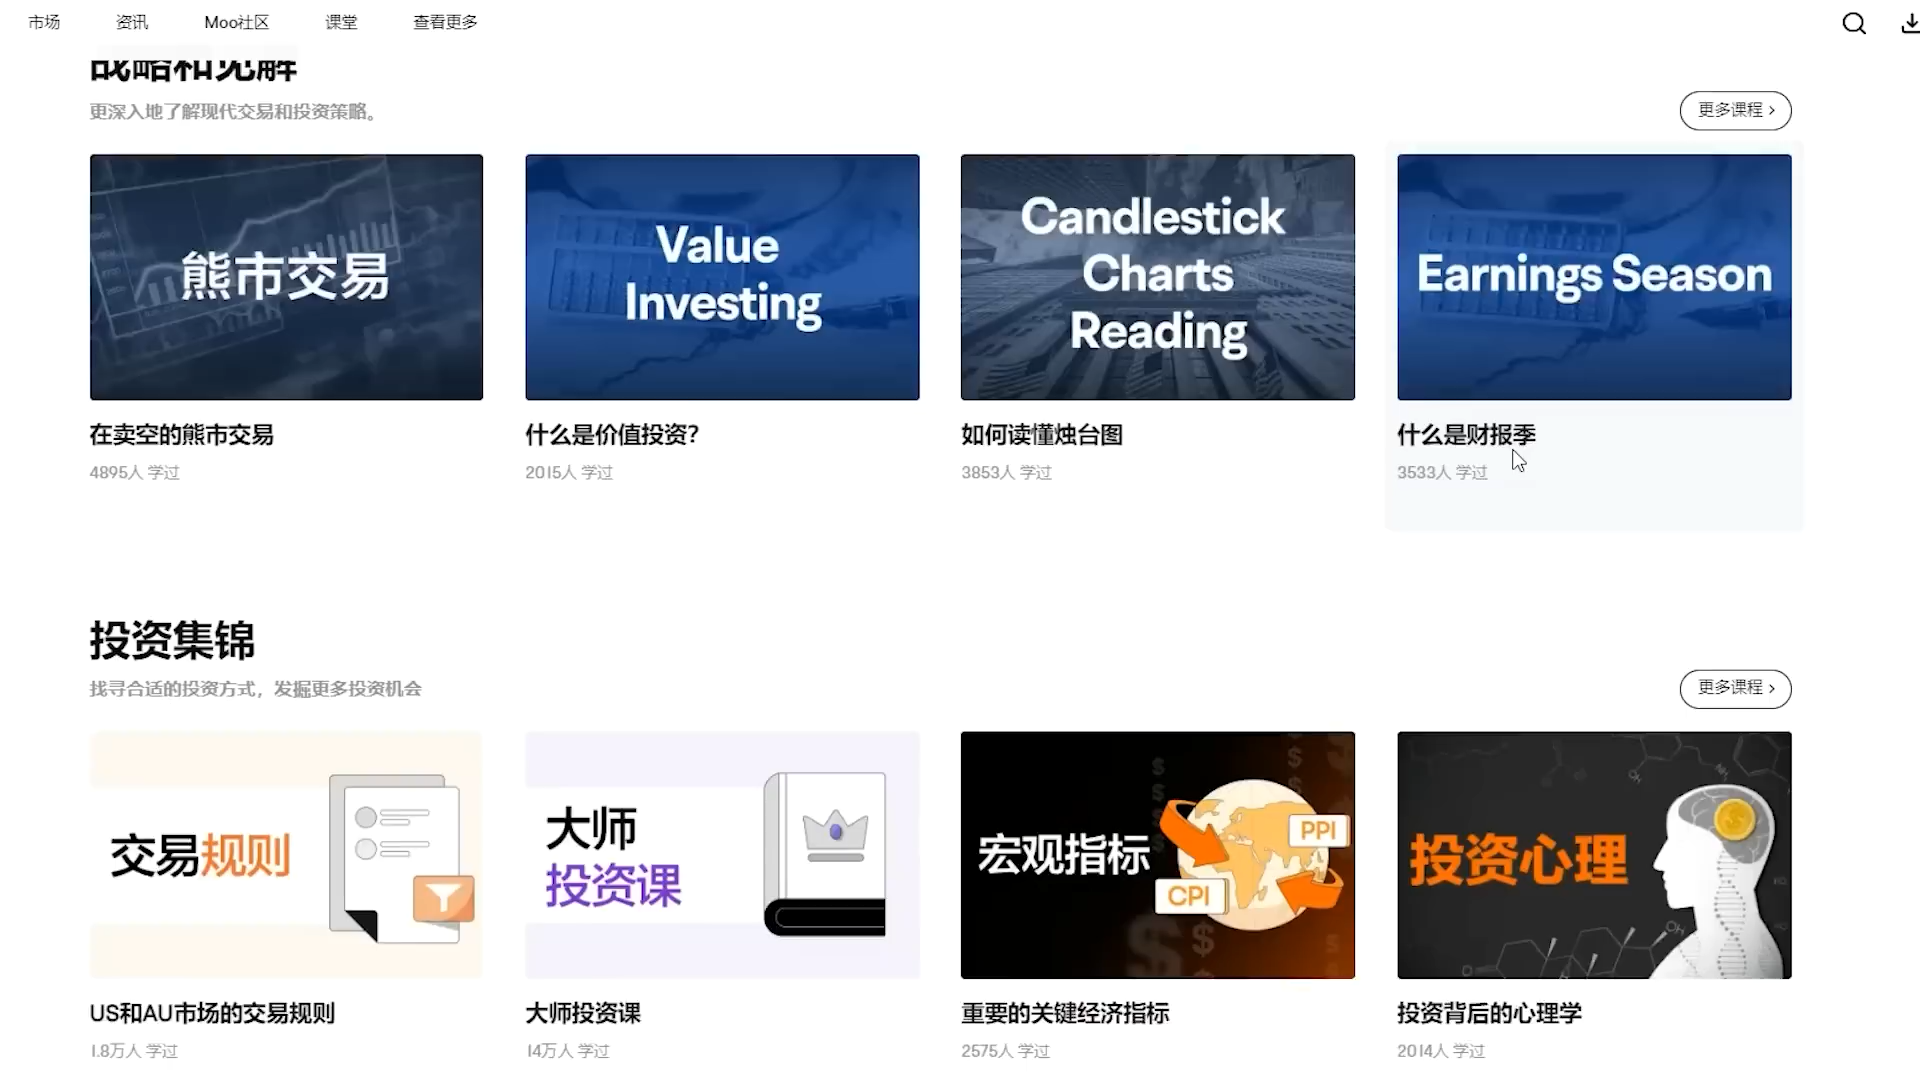 市场 资讯 Moo社区 课堂 查看更多
战略和见解
更深入地了解现代交易和投资策略。
更多课程 >
熊市交易
Value
Investing
Candlestick
Charts
Reading
Earnings Season
在卖空的熊市交易
4895人 学过
什么是价值投资?
2015人 学过
如何读懂烛台图
3853人 学过
什么是财报季
3533人 学过
投资集锦
找寻合适的投资方式，发掘更多投资机会
更多课程 >
交易规则
大师
投资课
宏观指标
PPI
CPI
投资心理
US和AU市场的交易规则
1.8万人 学过
大师投资课
14万人 学过
重要的关键经济指标
2575人 学过
投资背后的心理学
2014人 学过